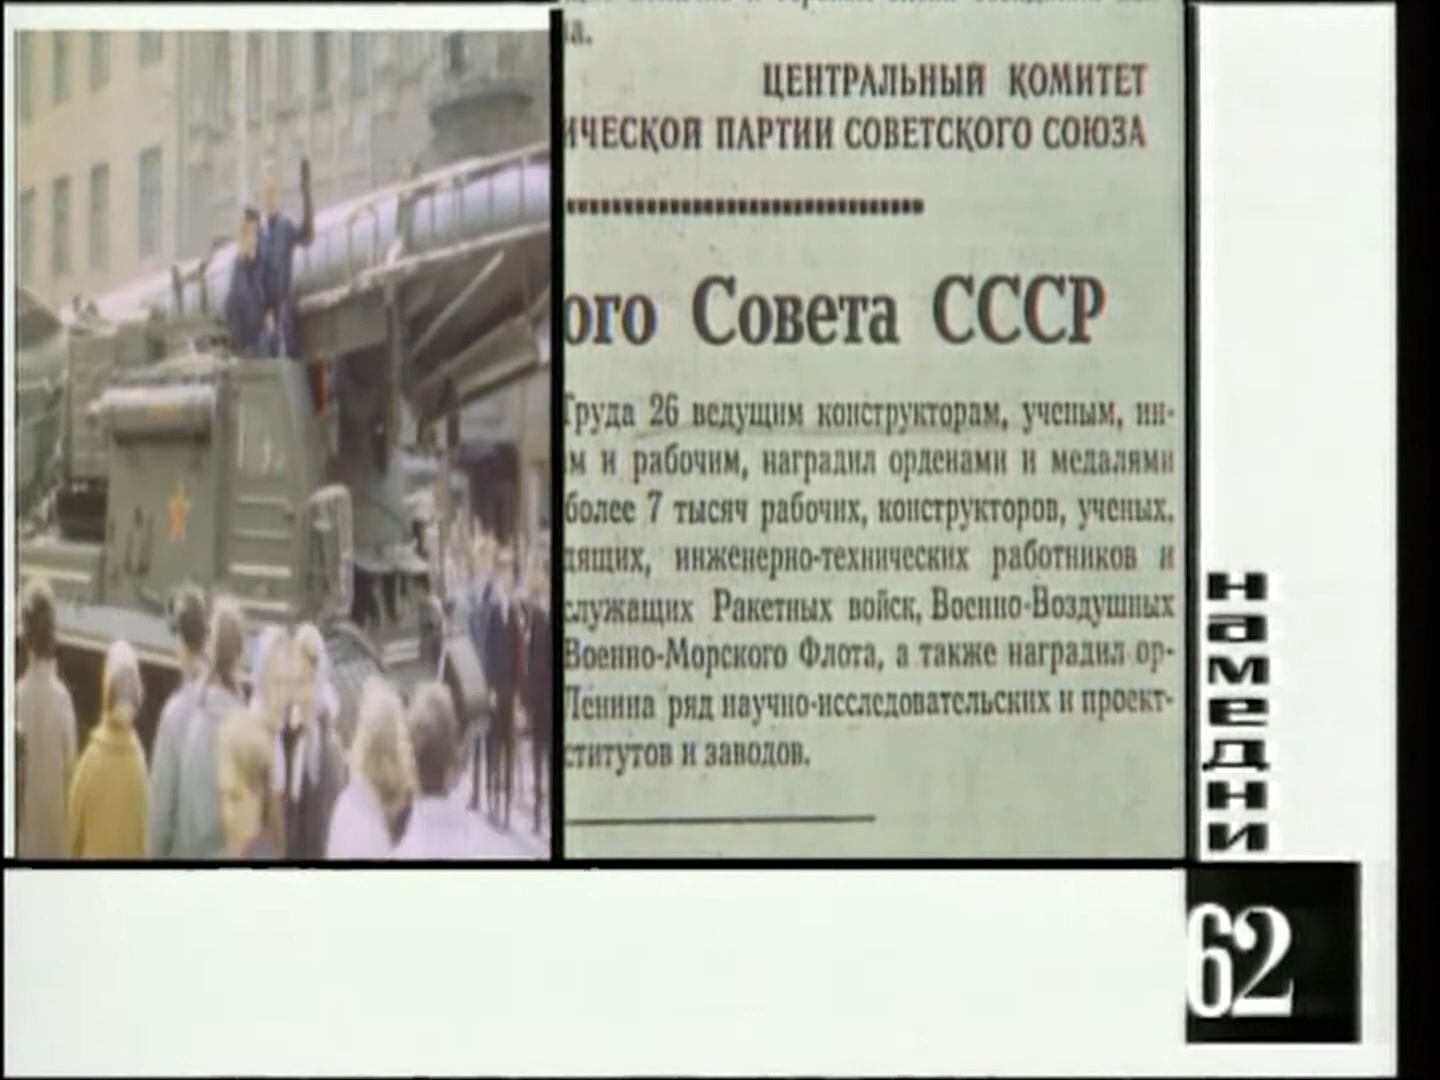 ла.
ЦЕНТРАЛЬНЫЙ КОМИТЕТ
ИЧЕСКОЙ ПАРТИИ СОВЕТСКОГО СОЮЗА
ого Совета СССР
Труда 26 ведущим конструкторам, ученым, ин-
м и рабочим, наградил орденами и медалями
более 7 тысяч рабочих, конструкторов, ученых,
дящих, инженерно-технических работников и
служащих Ракетных войск, Военно-Воздушных
Военно-Морского Флота, а также наградил ор-
Ленина ряд научно-исследовательских и проект-
ститутов и заводов.
намедни
62